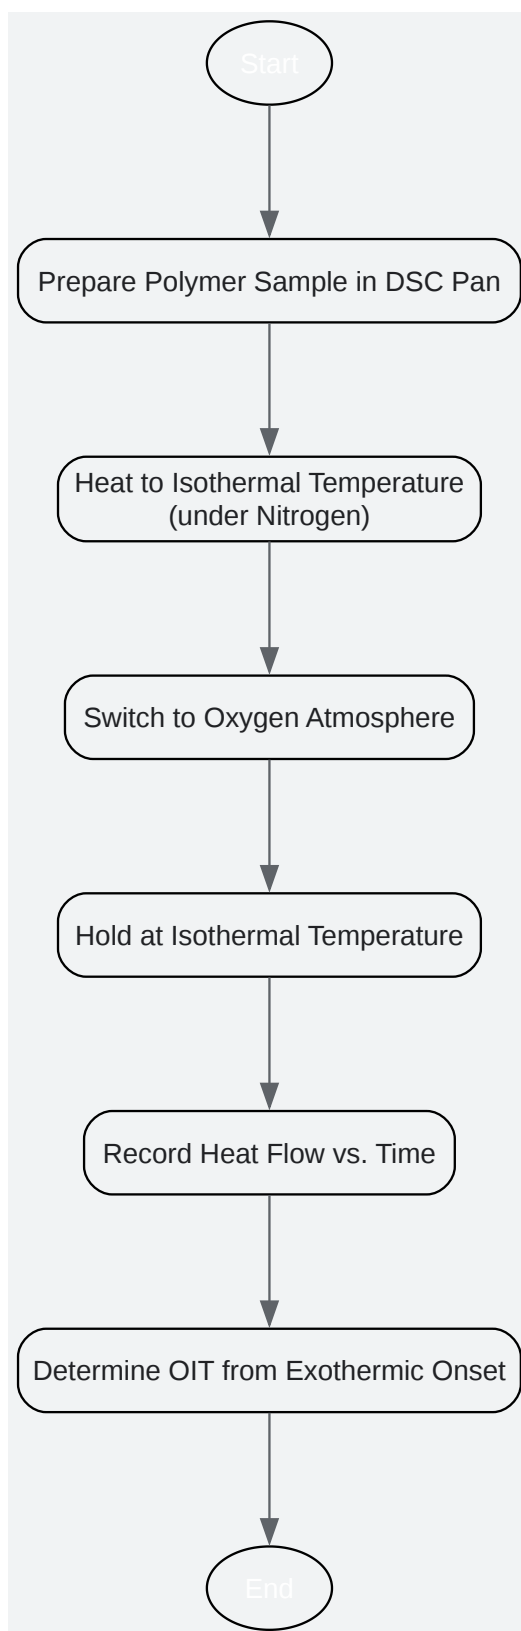 Start
Prepare Polymer Sample in DSC Pan
Heat to Isothermal Temperature
(under Nitrogen)
Switch to Oxygen Atmosphere
Hold at Isothermal Temperature
Record Heat Flow vs. Time
Determine OIT from Exothermic Onset
End